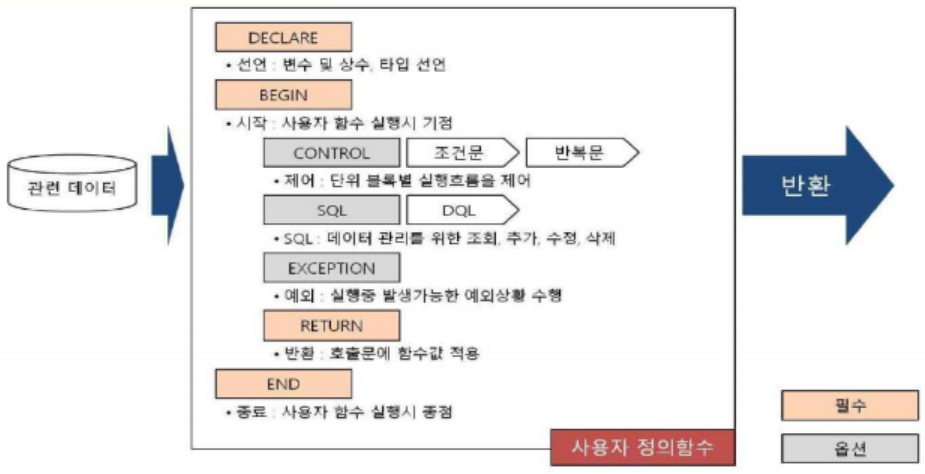 DECLARE
• 선언 : 변수 및 상수, 타입 선언
BEGIN
• 시작 : 사용자 함수 실행시 기점
CONTROL 조건문 반복문
• 제어 : 단위 블록별 실행흐름을 제어
관련 데이터
반환
SQL DQL
• SQL : 데이터 관리를 위한 조회, 추가, 수정, 삭제
EXCEPTION
• 예외 : 실행중 발생가능한 예외상황 수행
RETURN
• 반환 : 호출문에 함수값 적용
END
• 종료 : 사용자 함수 실행시 종점
사용자 정의함수
필수
옵션